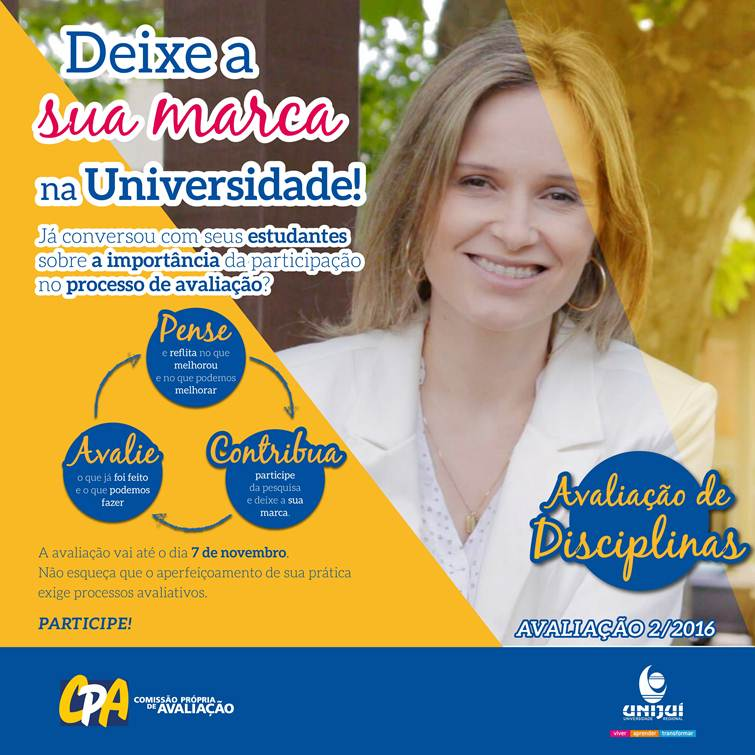 Deixe a
sua marca
na Universidade!
Já conversou com seus estudantes
sobre a importância da participação
no processo de avaliação?
Pense
e reflita no que
melhorou
e no que podemos
melhorar
Avalie
o que já foi feito
e o que podemos
fazer
Contribua
participe
da pesquisa
e deixe a sua
marca.
Avaliação de
Disciplinas
A avaliação vai até o dia 7 de novembro.
Não esqueça que o aperfeiçoamento de sua prática
exige processos avaliativos.
PARTICIPE!
AVALIAÇÃO 2/2016
CPA
COMISSÃO PRÓPRIA
DE AVALIAÇÃO
UNIJUÍ
UNIVERSIDADE REGIONAL
viver aprender transformar